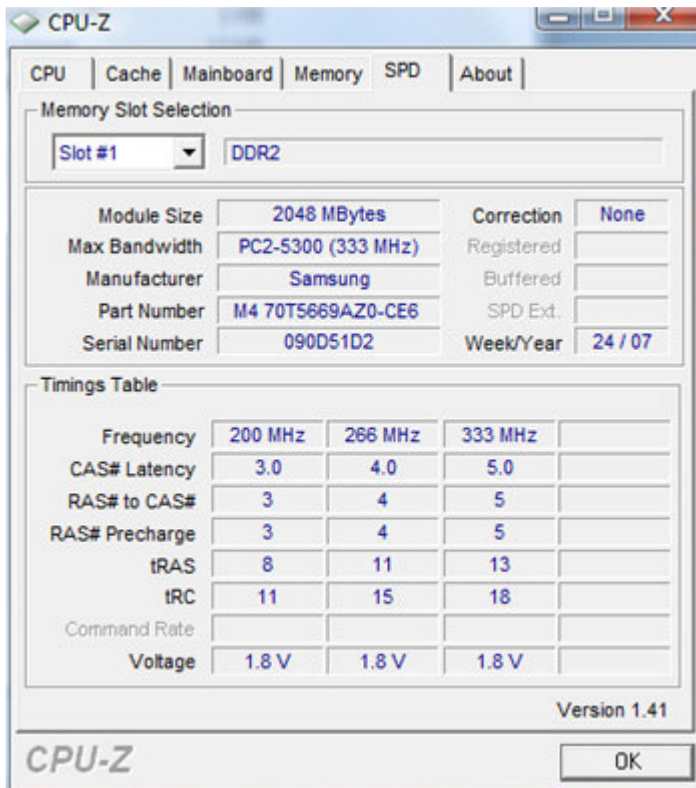 CPU-Z
CPU Cache Mainboard Memory SPD About
Memory Slot Selection
Slot #1 DDR2
Module Size 2048 MBytes Correction None
Max Bandwidth PC2-5300 (333 MHz) Registered
Manufacturer Samsung Buffered
Part Number M4 70T5669AZ0-CE6 SPD Ext.
Serial Number 090D51D2 Week/Year 24 / 07
Timings Table
Frequency 200 MHz 266 MHz 333 MHz
CAS# Latency 3.0 4.0 5.0
RAS# to CAS# 3 4 5
RAS# Precharge 3 4 5
tRAS 8 11 13
tRC 11 15 18
Command Rate
Voltage 1.8 V 1.8 V 1.8 V
Version 1.41
CPU-Z OK